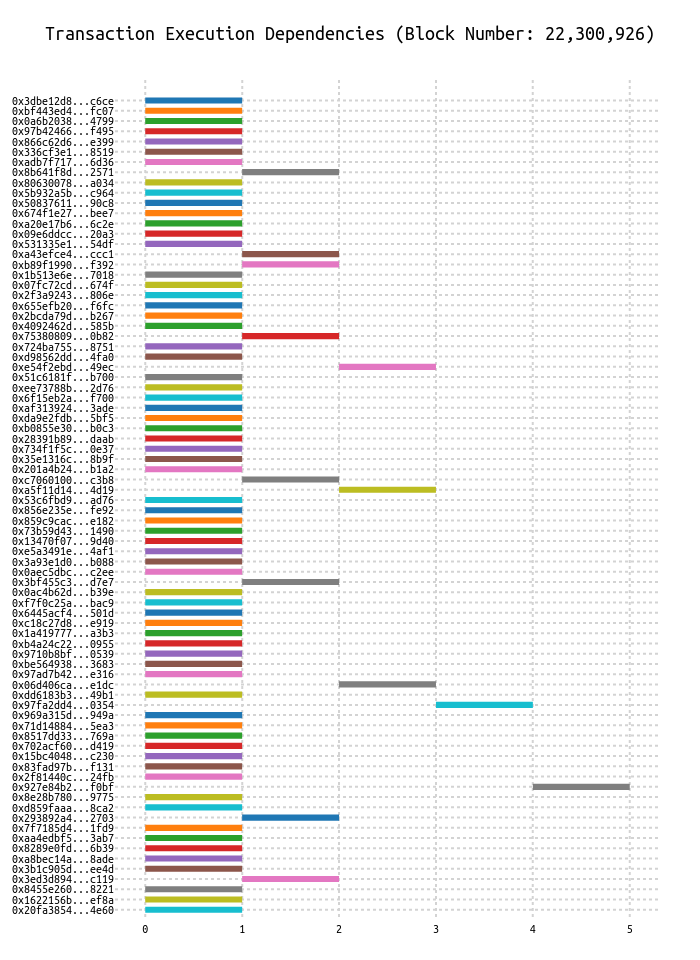 Transaction Execution Dependencies (Block Number: 22,300,926)
0x3dbe12d8...c6ce
0xbf443ed4...fc07
0x0a6b2038...4799
0x97b42466...f495
0x866c62d6...e399
0x336cf3e1...8519
0xadb7f717...6d36
0x8b641f8d...2571
0x80630078...a034
0x5b932a5b...c964
0x50837611...90c8
0x674f1e27...bee7
0xa20e17b6...6c2e
0x09e6ddcc...20a3
0x531335e1...54df
0xa43efce4...ccc1
0xb89f1990...f392
0x1b513e6e...7018
0x07fc72cd...674f
0x2f3a9243...806e
0x655efb20...f6fc
0x2bcda79d...b267
0x4092462d...585b
0x75380809...0b82
0x724ba755...8751
0xd98562dd...4fa0
0xe54f2ebd...49ec
0x51c6181f...b700
0xee73788b...2d76
0x6f15eb2a...f700
0xaf313924...3ade
0xda9e2fdb...5bf5
0xb0855e30...b0c3
0x28391b89...daab
0x734f1f5c...0e37
0x35e1316c...8b9f
0x201a4b24...b1a2
0xc7060100...c3b8
0xa5f11d14...4d19
0x53c6fbd9...ad76
0x856e235e...fe92
0x859c9cac...e182
0x73b59d43...1490
0x13470f07...9d40
0xe5a3491e...4af1
0x3a93e1d0...b088
0x0aec5dbc...c2ee
0x3bf455c3...d7e7
0x0ac4b62d...b39e
0xf7f0c25a...bac9
0x6445acf4...501d
0xc18c27d8...e919
0x1a419777...a3b3
0xb4a24c22...0955
0x9710b8bf...0539
0xbe564938...3683
0x97ad7b42...e316
0x06d406ca...e1dc
0xdd6183b3...49b1
0x97fa2dd4...0354
0x969a315d...949a
0x71d14884...5ea3
0x8517dd33...769a
0x702acf60...d419
0x15bc4048...c230
0x83fad97b...f131
0x2f81440c...24fb
0x927e84b2...f0bf
0x8e28b780...9775
0xd859faaa...8ca2
0x293892a4...2703
0x7f7185d4...1fd9
0xaa4edbf5...3ab7
0x8289e0fd...6b39
0xa8bec14a...8ade
0x3b1c905d...ee4d
0x3ed3d894...c119
0x8455e260...8221
0x1622156b...ef8a
0x20fa3854...4e60
0 1 2 3 4 5